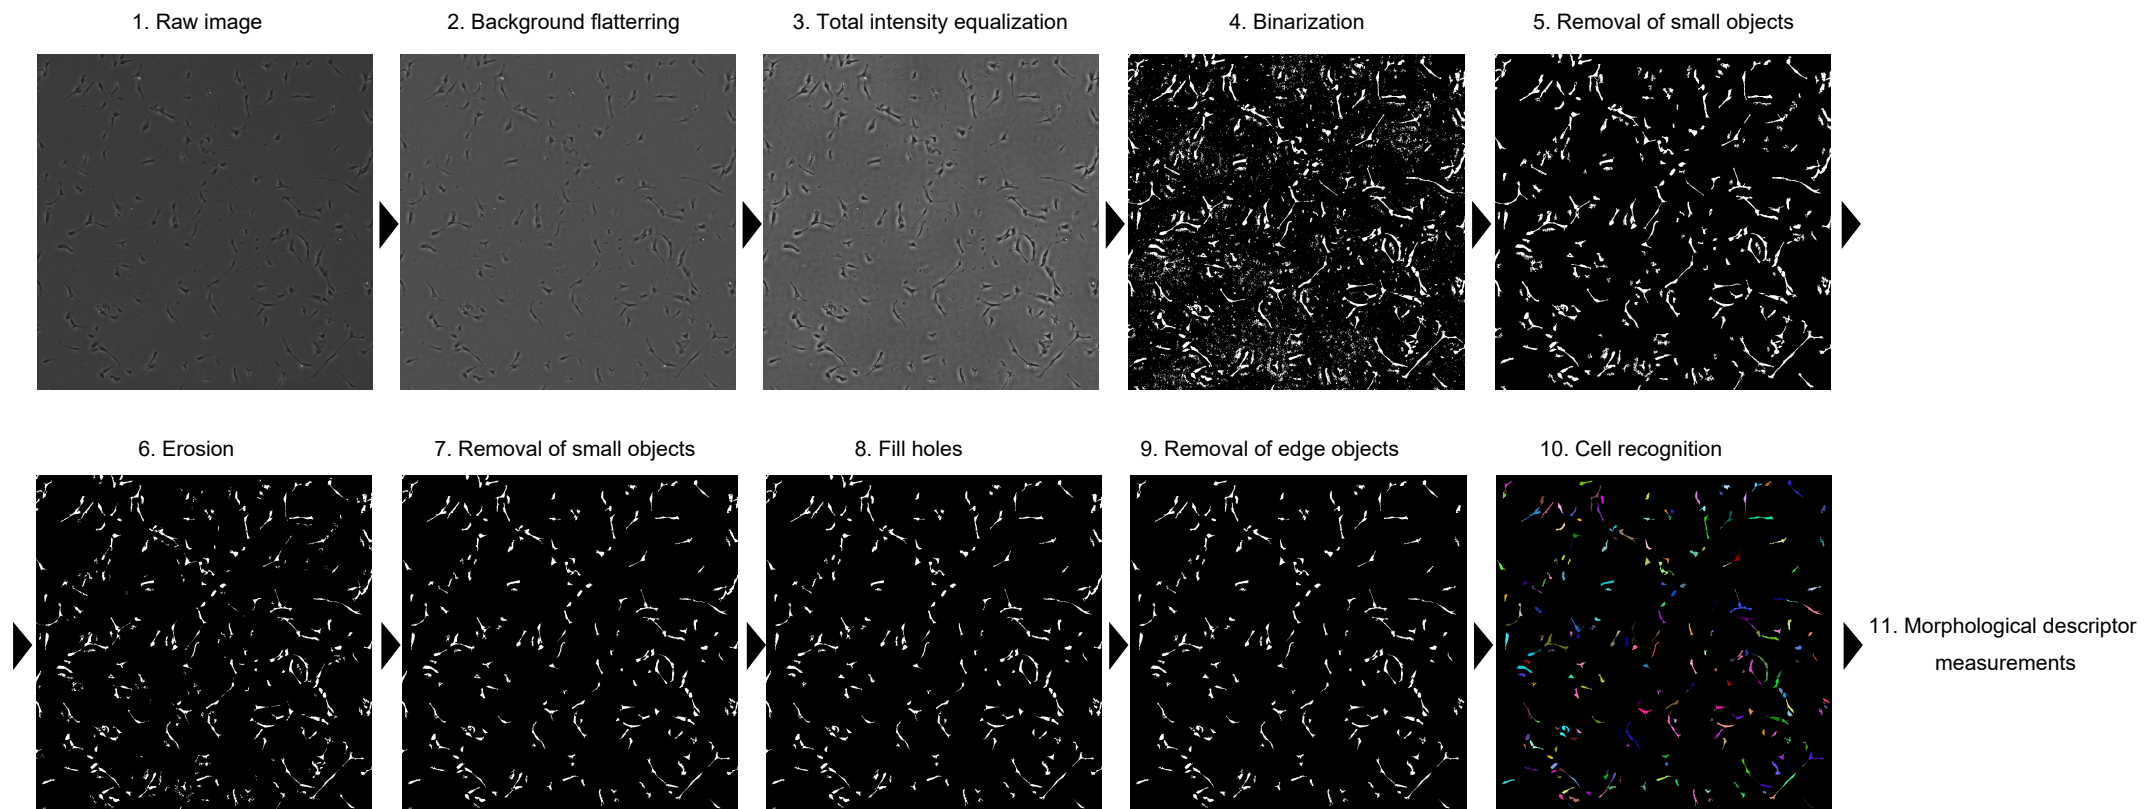 1. Raw image
2. Background flatterring
3. Total intensity equalization
4. Binarization
5. Removal of small objects
6. Erosion
7. Removal of small objects
8. Fill holes
9. Removal of edge objects
10. Cell recognition
11. Morphological descriptor
measurements